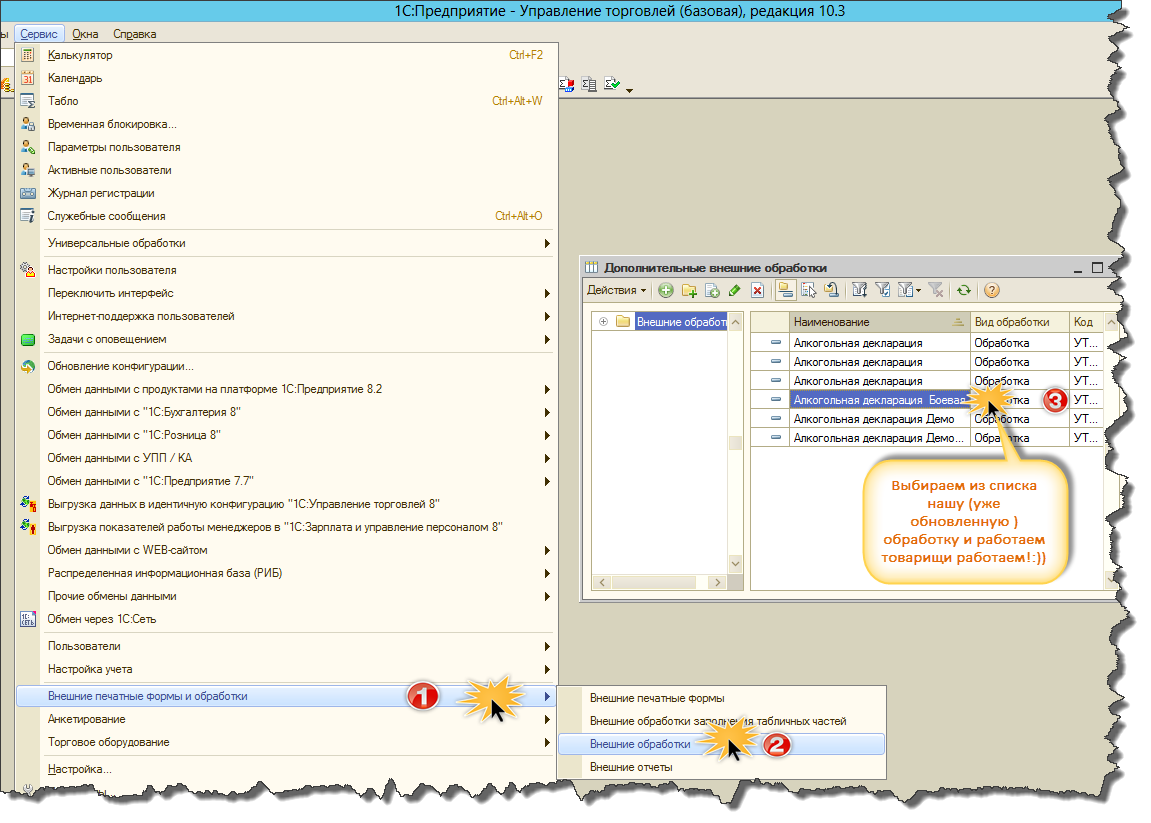 1С:Предприятие - Управление торговлей (базовая), редакция 10.3
ы Сервис Окна Справка
Калькулятор Ctrl+F2
Календарь
Табло Ctrl+Alt+W
Временная блокировка...
Параметры пользователя
Активные пользователи
Журнал регистрации
Служебные сообщения Ctrl+Alt+O
Универсальные обработки
Настройки пользователя
Переключить интерфейс
Интернет-поддержка пользователей
Задачи с оповещением
Обновление конфигурации...
Обмен данными с продуктами на платформе 1С:Предприятие 8.2
Обмен данными с "1С:Бухгалтерия 8"
Обмен данными с "1С:Розница 8"
Обмен данными с УПП / КА
Обмен данными с "1С:Предприятие 7.7"
Выгрузка данных в идентичную конфигурацию "1С:Управление торговлей 8"
Выгрузка показателей работы менеджеров в "1С:Зарплата и управление персоналом 8"
Обмен данными с WEB-сайтом
Распределенная информационная база (РИБ)
Прочие обмены данными
Обмен через 1С:Сеть
Пользователи
Настройка учета
Внешние печатные формы и обработки 1
Анкетирование
Торговое оборудование
Настройка...
Внешние печатные формы
Внешние обработки заполнения табличных частей
Внешние обработки 2
Внешние отчеты
Дополнительные внешние обработки
Действия
Внешние обработ
Наименование Вид обработки Код
Алкогольная декларация Обработка УТ...
Алкогольная декларация Обработка УТ...
Алкогольная декларация Обработка УТ...
Алкогольная декларация Боевая Обработка 3 УТ...
Алкогольная декларация Демо Обработка УТ...
Алкогольная декларация Демо... Обработка УТ...
Выбираем из списка
нашу (уже
обновленную )
обработку и работаем
товарищи работаем!:))